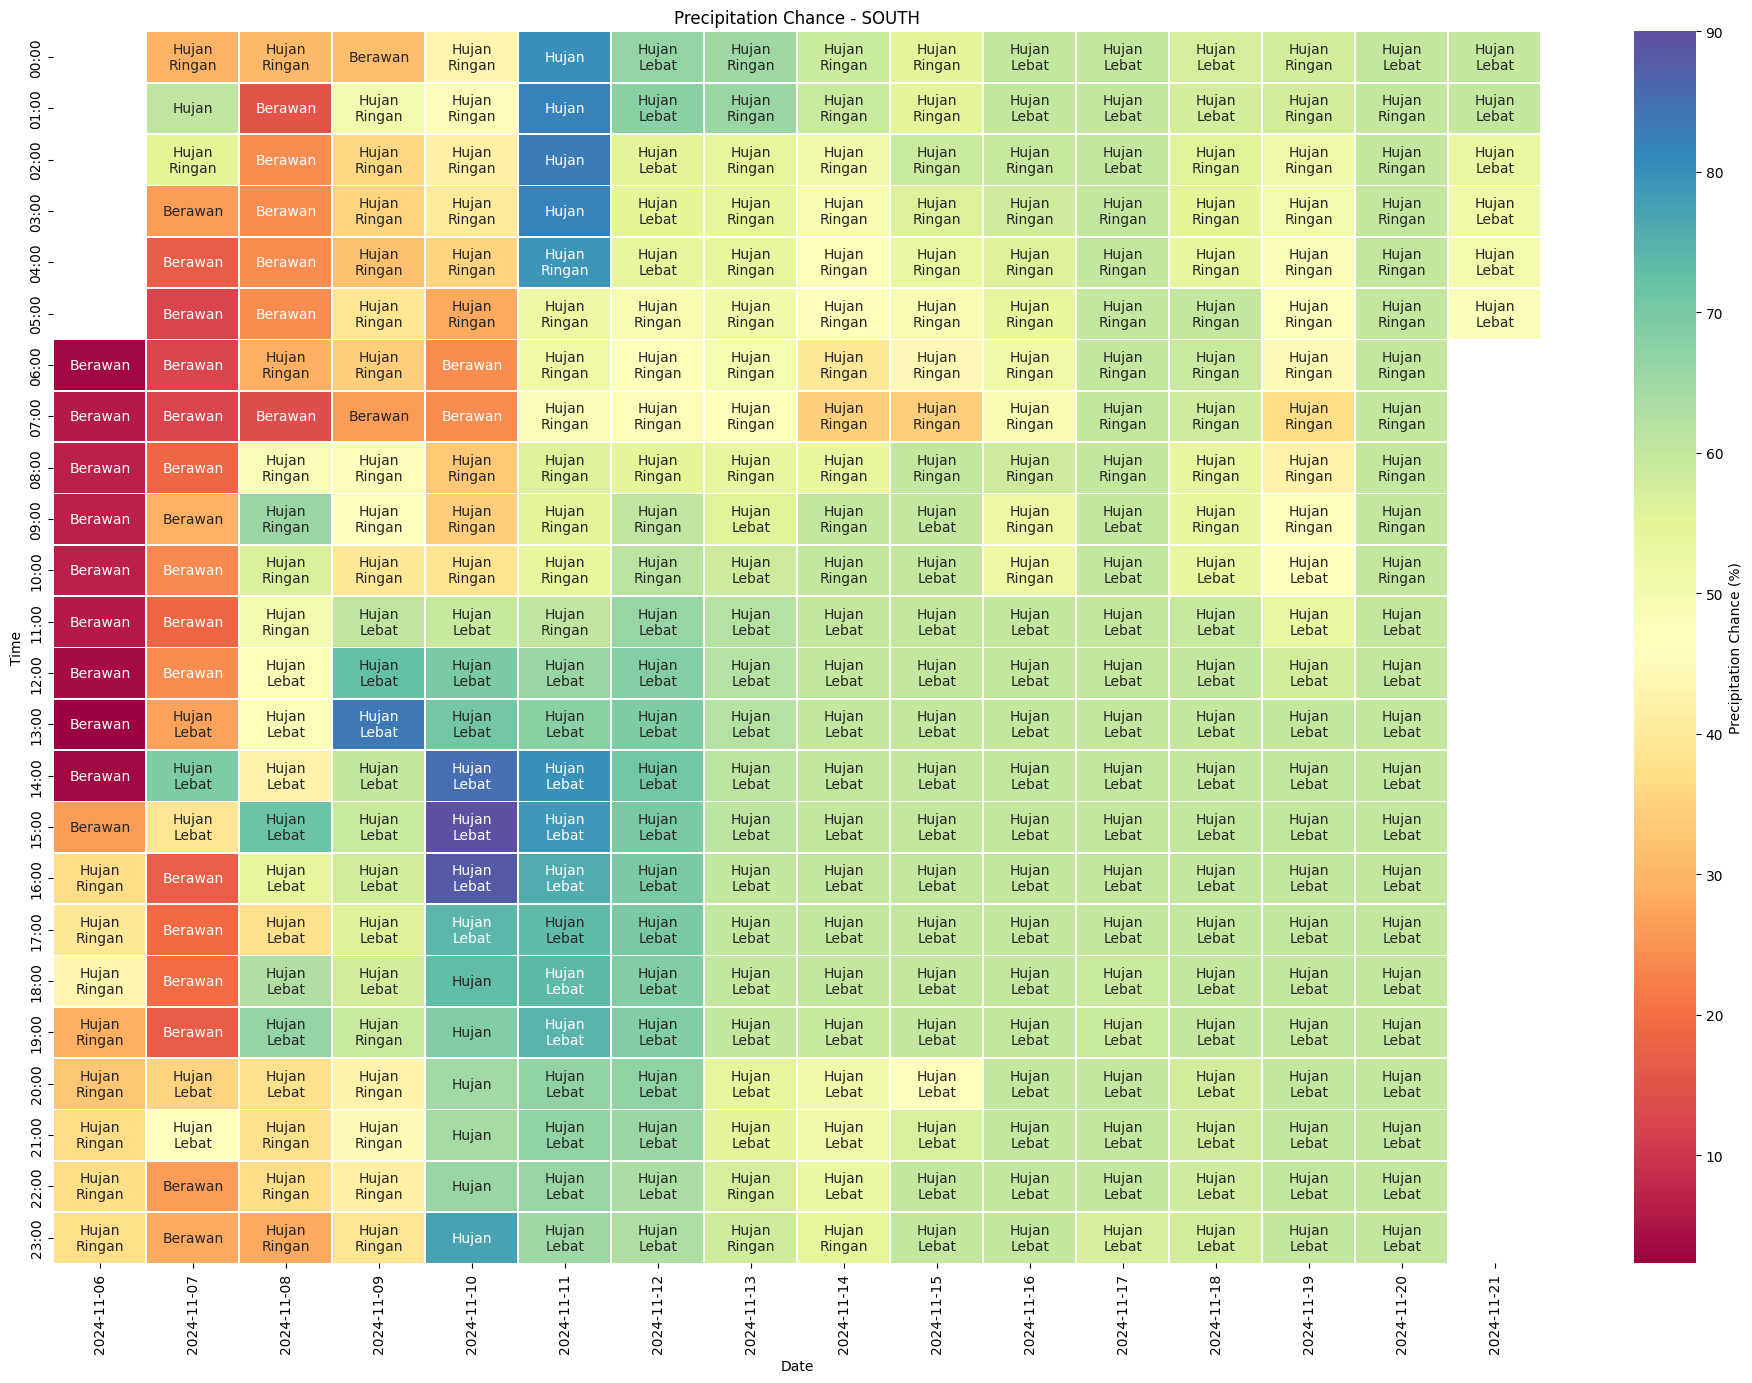 Precipitation Chance - SOUTH
00:00 Hujan Ringan Hujan Ringan Berawan Hujan Ringan Hujan Hujan Lebat Hujan Ringan Hujan Ringan Hujan Ringan Hujan Lebat Hujan Lebat Hujan Lebat Hujan Ringan Hujan Lebat Hujan Lebat 90
01:00 Hujan Berawan Hujan Ringan Hujan Ringan Hujan Hujan Lebat Hujan Ringan Hujan Ringan Hujan Ringan Hujan Lebat Hujan Lebat Hujan Lebat Hujan Ringan Hujan Ringan Hujan Lebat
02:00 Hujan Ringan Berawan Hujan Ringan Hujan Ringan Hujan Hujan Lebat Hujan Ringan Hujan Ringan Hujan Ringan Hujan Ringan Hujan Lebat Hujan Ringan Hujan Ringan Hujan Ringan Hujan Lebat 80
03:00 Berawan Berawan Hujan Ringan Hujan Ringan Hujan Hujan Lebat Hujan Ringan Hujan Ringan Hujan Ringan Hujan Ringan Hujan Ringan Hujan Ringan Hujan Ringan Hujan Ringan Hujan Lebat
04:00 Berawan Berawan Hujan Ringan Hujan Ringan Hujan Ringan Hujan Lebat Hujan Ringan Hujan Ringan Hujan Ringan Hujan Ringan Hujan Ringan Hujan Ringan Hujan Ringan Hujan Ringan Hujan Lebat
05:00 Berawan Berawan Hujan Ringan Hujan Ringan Hujan Ringan Hujan Ringan Hujan Ringan Hujan Ringan Hujan Ringan Hujan Ringan Hujan Ringan Hujan Ringan Hujan Ringan Hujan Ringan Hujan Lebat 70
06:00 Berawan Berawan Hujan Ringan Hujan Ringan Berawan Hujan Ringan Hujan Ringan Hujan Ringan Hujan Ringan Hujan Ringan Hujan Ringan Hujan Ringan Hujan Ringan Hujan Ringan Hujan Ringan
07:00 Berawan Berawan Berawan Berawan Berawan Hujan Ringan Hujan Ringan Hujan Ringan Hujan Ringan Hujan Ringan Hujan Ringan Hujan Ringan Hujan Ringan Hujan Ringan Hujan Ringan
08:00 Berawan Berawan Hujan Ringan Hujan Ringan Hujan Ringan Hujan Ringan Hujan Ringan Hujan Ringan Hujan Ringan Hujan Ringan Hujan Ringan Hujan Ringan Hujan Ringan Hujan Ringan Hujan Ringan 60
09:00 Berawan Berawan Hujan Ringan Hujan Ringan Hujan Ringan Hujan Ringan Hujan Ringan Hujan Lebat Hujan Ringan Hujan Lebat Hujan Ringan Hujan Lebat Hujan Ringan Hujan Ringan Hujan Ringan
10:00 Berawan Berawan Hujan Ringan Hujan Ringan Hujan Ringan Hujan Ringan Hujan Ringan Hujan Lebat Hujan Ringan Hujan Lebat Hujan Ringan Hujan Lebat Hujan Lebat Hujan Lebat Hujan Ringan
11:00 Berawan Berawan Hujan Ringan Hujan Lebat Hujan Lebat Hujan Ringan Hujan Lebat Hujan Lebat Hujan Lebat Hujan Lebat Hujan Lebat Hujan Lebat Hujan Lebat Hujan Lebat Hujan Lebat 50
Time
Precipitation Chance (%)
12:00 Berawan Berawan Hujan Lebat Hujan Lebat Hujan Lebat Hujan Lebat Hujan Lebat Hujan Lebat Hujan Lebat Hujan Lebat Hujan Lebat Hujan Lebat Hujan Lebat Hujan Lebat Hujan Lebat
13:00 Berawan Hujan Lebat Hujan Lebat Hujan Lebat Hujan Lebat Hujan Lebat Hujan Lebat Hujan Lebat Hujan Lebat Hujan Lebat Hujan Lebat Hujan Lebat Hujan Lebat Hujan Lebat Hujan Lebat 40
14:00 Berawan Hujan Lebat Hujan Lebat Hujan Lebat Hujan Lebat Hujan Lebat Hujan Lebat Hujan Lebat Hujan Lebat Hujan Lebat Hujan Lebat Hujan Lebat Hujan Lebat Hujan Lebat Hujan Lebat
15:00 Berawan Hujan Lebat Hujan Lebat Hujan Lebat Hujan Lebat Hujan Lebat Hujan Lebat Hujan Lebat Hujan Lebat Hujan Lebat Hujan Lebat Hujan Lebat Hujan Lebat Hujan Lebat Hujan Lebat
16:00 Hujan Ringan Berawan Hujan Lebat Hujan Lebat Hujan Lebat Hujan Lebat Hujan Lebat Hujan Lebat Hujan Lebat Hujan Lebat Hujan Lebat Hujan Lebat Hujan Lebat Hujan Lebat Hujan Lebat 30
17:00 Hujan Ringan Berawan Hujan Lebat Hujan Lebat Hujan Lebat Hujan Lebat Hujan Lebat Hujan Lebat Hujan Lebat Hujan Lebat Hujan Lebat Hujan Lebat Hujan Lebat Hujan Lebat Hujan Lebat
18:00 Hujan Ringan Berawan Hujan Lebat Hujan Lebat Hujan Hujan Lebat Hujan Lebat Hujan Lebat Hujan Lebat Hujan Lebat Hujan Lebat Hujan Lebat Hujan Lebat Hujan Lebat Hujan Lebat
19:00 Hujan Ringan Berawan Hujan Lebat Hujan Ringan Hujan Hujan Lebat Hujan Lebat Hujan Lebat Hujan Lebat Hujan Lebat Hujan Lebat Hujan Lebat Hujan Lebat Hujan Lebat Hujan Lebat 20
20:00 Hujan Ringan Hujan Lebat Hujan Lebat Hujan Ringan Hujan Hujan Lebat Hujan Lebat Hujan Lebat Hujan Lebat Hujan Lebat Hujan Lebat Hujan Lebat Hujan Lebat Hujan Lebat Hujan Lebat
21:00 Hujan Ringan Hujan Lebat Hujan Ringan Hujan Ringan Hujan Hujan Lebat Hujan Lebat Hujan Lebat Hujan Lebat Hujan Lebat Hujan Lebat Hujan Lebat Hujan Lebat Hujan Lebat Hujan Lebat 10
22:00 Hujan Ringan Berawan Hujan Ringan Hujan Ringan Hujan Hujan Lebat Hujan Lebat Hujan Ringan Hujan Lebat Hujan Lebat Hujan Lebat Hujan Lebat Hujan Lebat Hujan Lebat Hujan Lebat
23:00 Hujan Ringan Berawan Hujan Ringan Hujan Ringan Hujan Hujan Lebat Hujan Lebat Hujan Ringan Hujan Ringan Hujan Lebat Hujan Lebat Hujan Lebat Hujan Lebat Hujan Lebat Hujan Lebat
2024-11-06 2024-11-07 2024-11-08 2024-11-09 2024-11-10 2024-11-11 2024-11-12 2024-11-13 2024-11-14 2024-11-15 2024-11-16 2024-11-17 2024-11-18 2024-11-19 2024-11-20 2024-11-21
Date